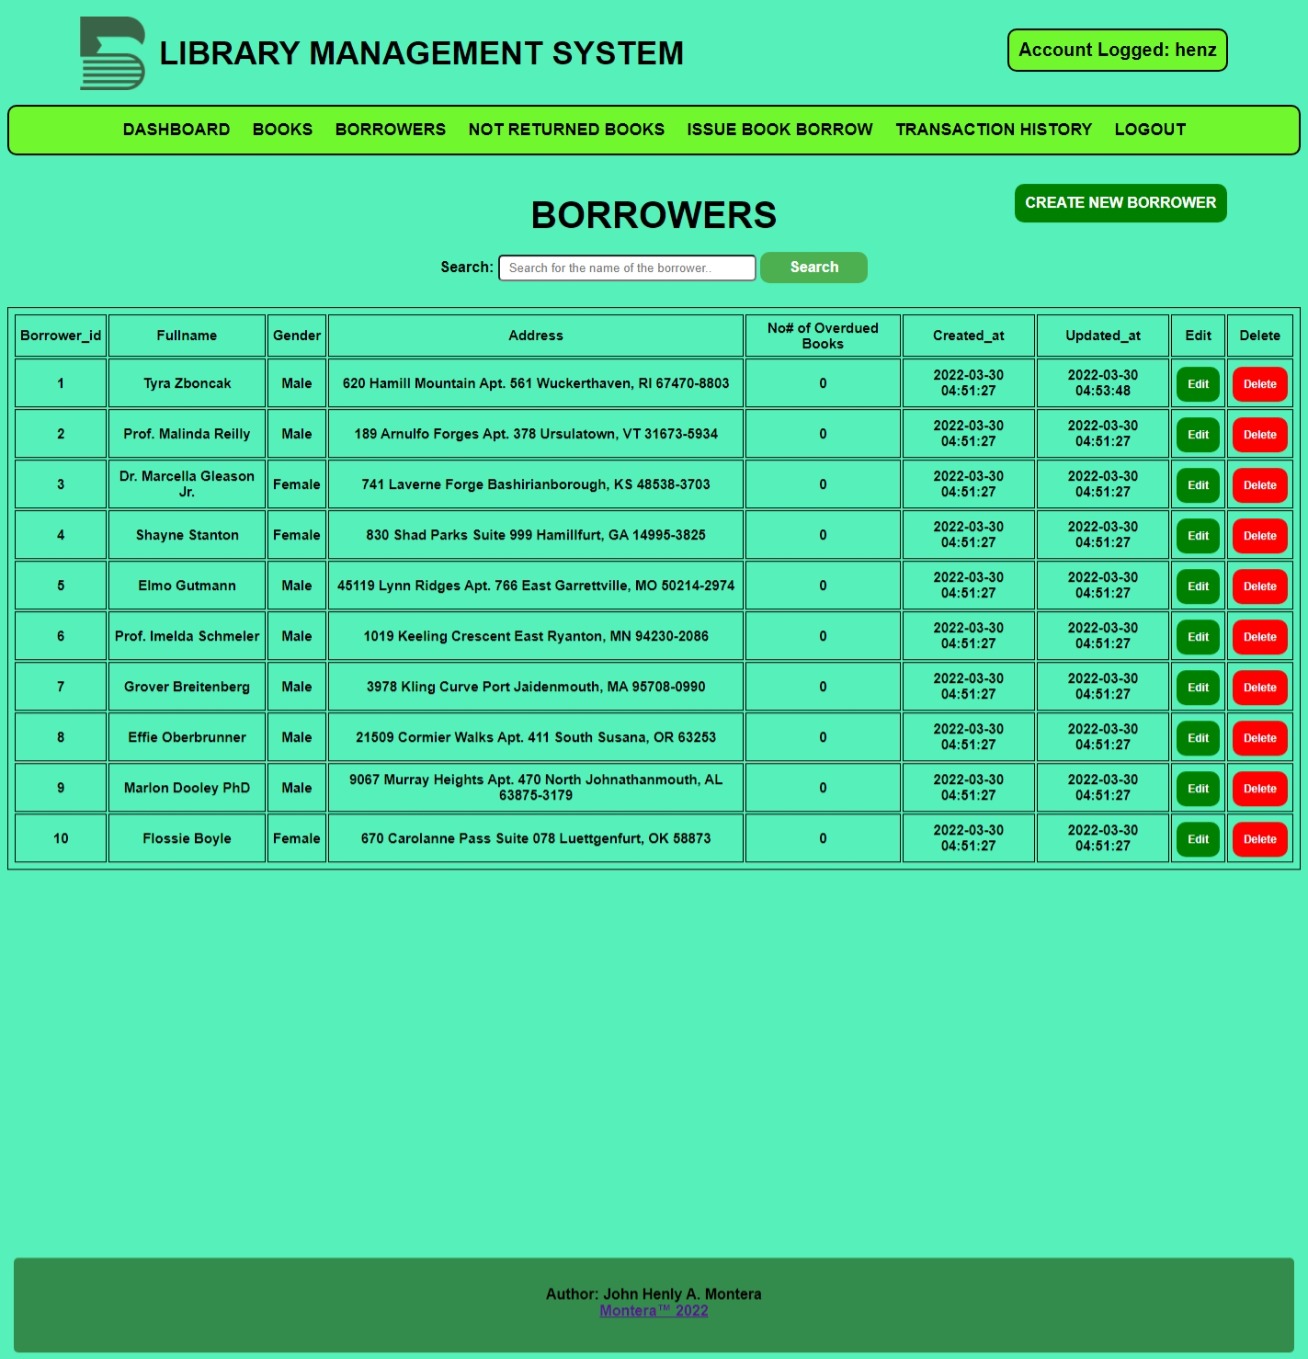 LIBRARY MANAGEMENT SYSTEM
Account Logged: henz
DASHBOARD BOOKS BORROWERS NOT RETURNED BOOKS ISSUE BOOK BORROW TRANSACTION HISTORY LOGOUT
CREATE NEW BORROWER
BORROWERS
Search: Search for the name of the borrower.. Search
Borrower_id Fullname Gender Address No# of Overdued Books Created_at Updated_at Edit Delete
1 Tyra Zboncak Male 620 Hamill Mountain Apt. 561 Wuckerthaven, RI 67470-8803 0 2022-03-30 04:51:27 2022-03-30 04:53:48 Edit Delete
2 Prof. Malinda Reilly Male 189 Arnulfo Forges Apt. 378 Ursulatown, VT 31673-5934 0 2022-03-30 04:51:27 2022-03-30 04:51:27 Edit Delete
3 Dr. Marcella Gleason Jr. Female 741 Laverne Forge Bashirianborough, KS 48538-3703 0 2022-03-30 04:51:27 2022-03-30 04:51:27 Edit Delete
4 Shayne Stanton Female 830 Shad Parks Suite 999 Hamillfurt, GA 14995-3825 0 2022-03-30 04:51:27 2022-03-30 04:51:27 Edit Delete
5 Elmo Gutmann Male 45119 Lynn Ridges Apt. 766 East Garrettville, MO 50214-2974 0 2022-03-30 04:51:27 2022-03-30 04:51:27 Edit Delete
6 Prof. Imelda Schmeler Male 1019 Keeling Crescent East Ryanton, MN 94230-2086 0 2022-03-30 04:51:27 2022-03-30 04:51:27 Edit Delete
7 Grover Breitenberg Male 3978 Kling Curve Port Jaidenmouth, MA 95708-0990 0 2022-03-30 04:51:27 2022-03-30 04:51:27 Edit Delete
8 Effie Oberbrunner Male 21509 Cormier Walks Apt. 411 South Susana, OR 63253 0 2022-03-30 04:51:27 2022-03-30 04:51:27 Edit Delete
9 Marlon Dooley PhD Male 9067 Murray Heights Apt. 470 North Johnathanmouth, AL 63875-3179 0 2022-03-30 04:51:27 2022-03-30 04:51:27 Edit Delete
10 Flossie Boyle Female 670 Carolanne Pass Suite 078 Luettgenfurt, OK 58873 0 2022-03-30 04:51:27 2022-03-30 04:51:27 Edit Delete
Author: John Henly A. Montera
Montera™ 2022